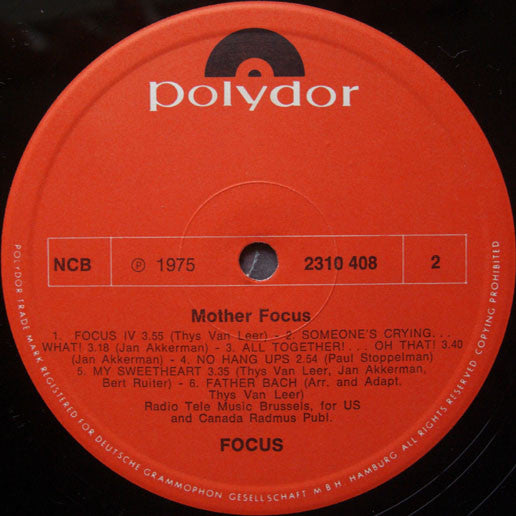 polydor
NCB
℗ 1975
2310 408
2
Mother Focus
1. FOCUS IV 3.55 (Thys Van Leer) - 2. SOMEONE'S CRYING...
WHAT! 3.18 (Jan Akkerman) - 3. ALL TOGETHER!... OH THAT! 3.40
(Jan Akkerman) - 4. NO HANG UPS 2.54 (Paul Stoppelman)
5. MY SWEETHEART 3.35 (Thys Van Leer, Jan Akkerman,
Bert Ruiter) - 6. FATHER BACH (Arr. and Adapt.
Thys Van Leer)
Radio Tele Music Brussels, for US
and Canada Radmus Publ.
FOCUS
POLYDOR TRADE MARK REGISTERED FOR DEUTSCHE GRAMMOPHON GESELLSCHAFT M B H. HAMBURG ALL RIGHTS RESERVED. COPYING PROHIBITED